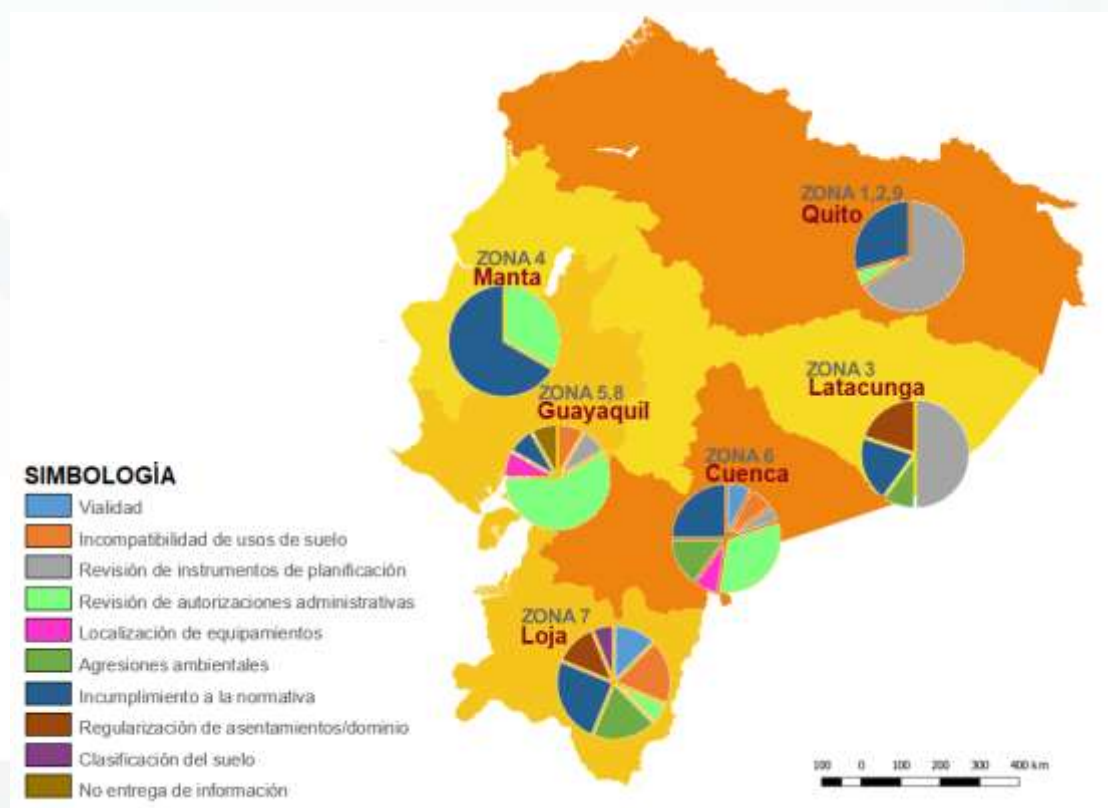 ZONA 1,2,9
Quito
ZONA 4
Manta
ZONA 3
Latacunga
ZONA 5,8
Guayaquil
ZONA 6
Cuenca
ZONA 7
Loja
SIMBOLOGÍA
Vialidad
Incompatibilidad de usos de suelo
Revisión de instrumentos de planificación
Revisión de autorizaciones administrativas
Localización de equipamientos
Agresiones ambientales
Incumplimiento a la normativa
Regularización de asentamientos/dominio
Clasificación del suelo
No entrega de información
100 0 100 200 300 400 km